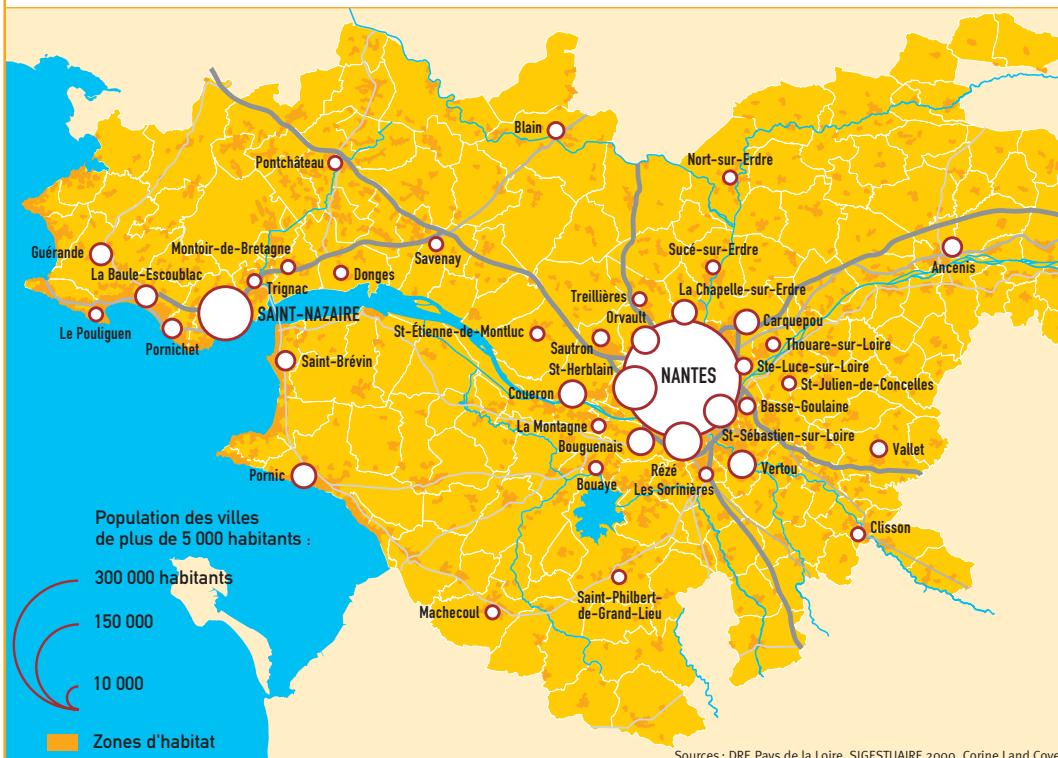 Blain
Nort-sur-Erdre
Pontchâteau
Guérande
Montoir-de-Bretagne
Savenay
Sucé-sur-Erdre
Ancenis
La Baule-Escoublac
Trignac
Donges
Treillières
La Chapelle-sur-Erdre
Le Pouliguen
SAINT-NAZAIRE
Orvault
Carquepou
Pornichet
St-Étienne-de-Montluc
Sautron
Thouare-sur-Loire
Saint-Brévin
St-Herblain
NANTES
Ste-Luce-sur-Loire
St-Julien-de-Concelles
Coueron
Basse-Goulaine
La Montagne
St-Sébastien-sur-Loire
Bouguenais
Vallet
Pornic
Bouaye
Rézé
Vertou
Les Sorinières
Clisson
Population des villes
de plus de 5 000 habitants :
300 000 habitants
150 000
10 000
Machecoul
Saint-Philbert-
de-Grand-Lieu
Zones d'habitat
Sources : DRE Pays de la Loire, SIGESTUAIRE 2000, Corine Land Cove